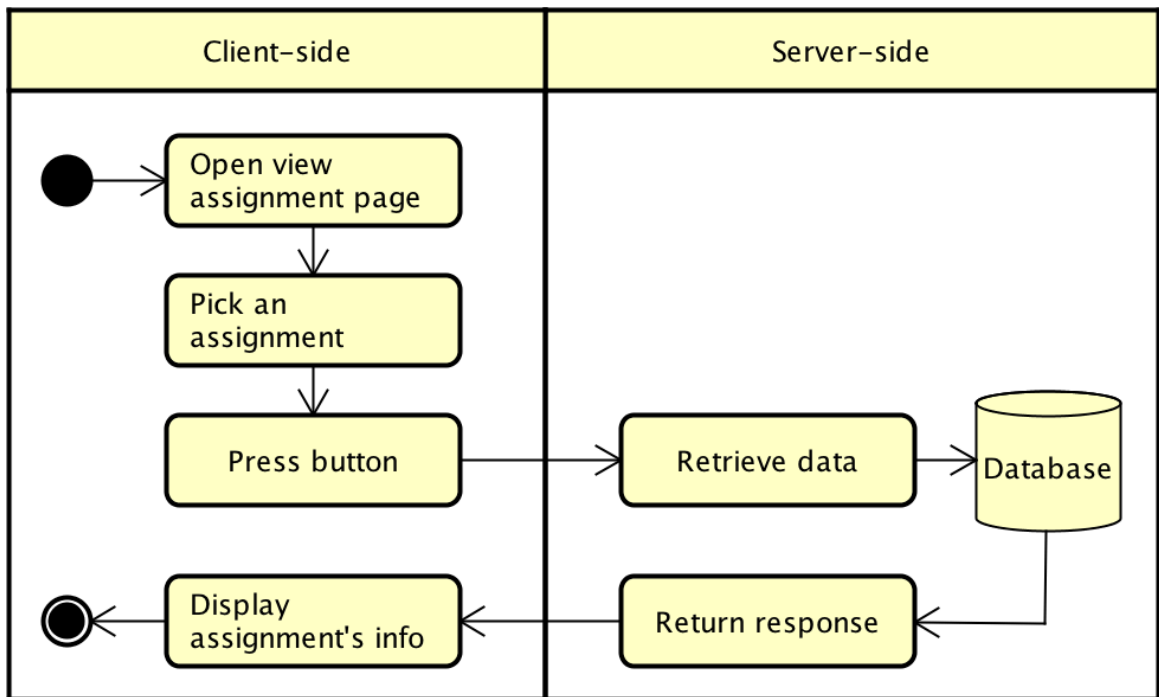 Client-side
Server-side
Open view
assignment page
Pick an
assignment
Press button
Retrieve data
Database
Display
assignment's info
Return response